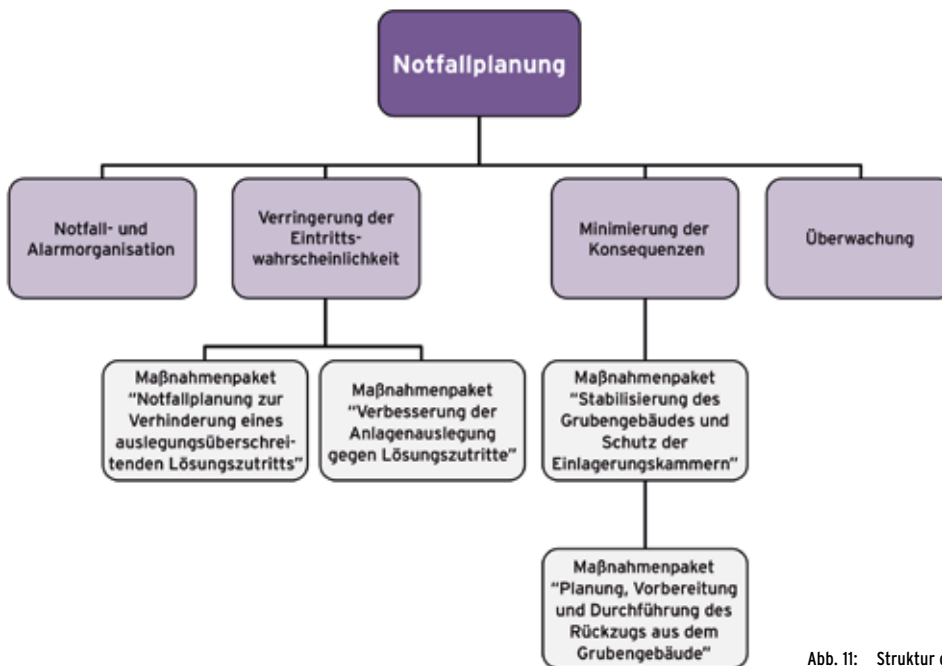 Notfallplanung
Notfall- und
Alarmorganisation
Verringerung der
Eintritts-
wahrscheinlichkeit
Minimierung der
Konsequenzen
Überwachung
Maßnahmenpaket
"Notfallplanung zur
Verhinderung eines
auslegungsüberschrei-
tenden Lösungszutritts"
Maßnahmenpaket
"Verbesserung der
Anlagenauslegung
gegen Lösungszutritte"
Maßnahmenpaket
"Stabilisierung des
Grubengebäudes und
Schutz der
Einlagerungskammern"
Maßnahmenpaket
"Planung, Vorbereitung
und Durchführung des
Rückzugs aus dem
Grubengebäude"
Abb. 11: Struktur